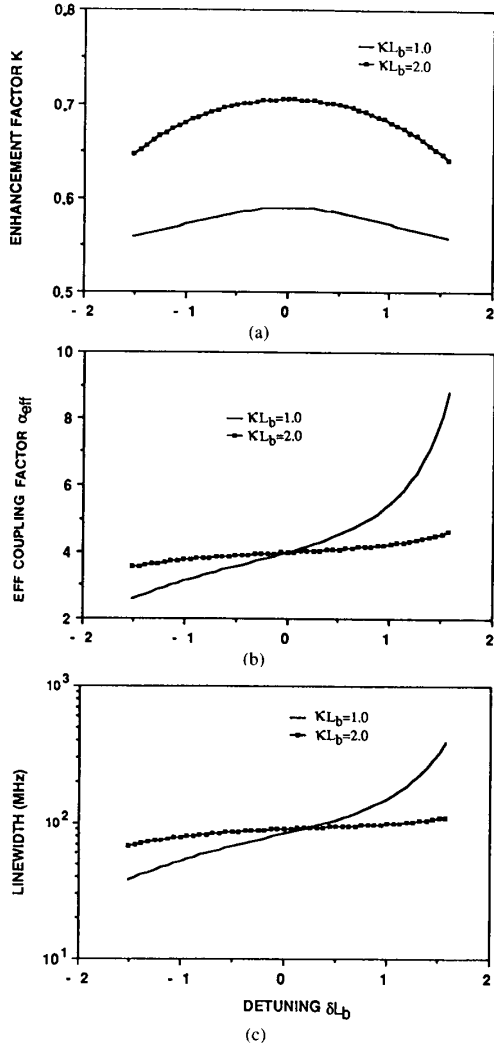 0.8
0.7
0.6
0.5
ENHANCEMENT FACTOR K
κL_b=1.0
κL_b=2.0
- 2
- 1
0
1
2
(a)
10
8
6
4
2
EFF COUPLING FACTOR α_eff
κL_b=1.0
κL_b=2.0
- 2
- 1
0
1
2
(b)
10^3
10^2
10^1
LINEWIDTH (MHz)
κL_b=1.0
κL_b=2.0
- 2
- 1
0
1
2
DETUNING δL_b
(c)